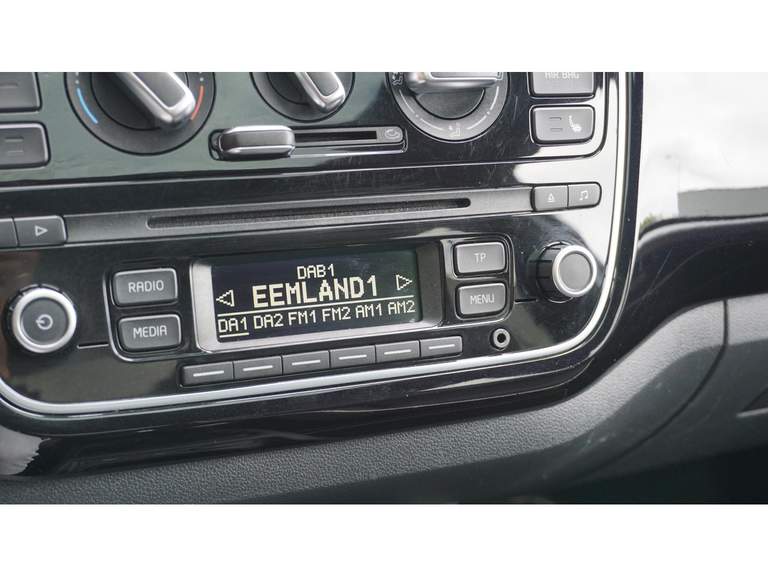 AIR BAG
DAB1
EEMLAND1
DA1 DA2 FM1 FM2 AM1 AM2
RADIO
MEDIA
TP
MENU